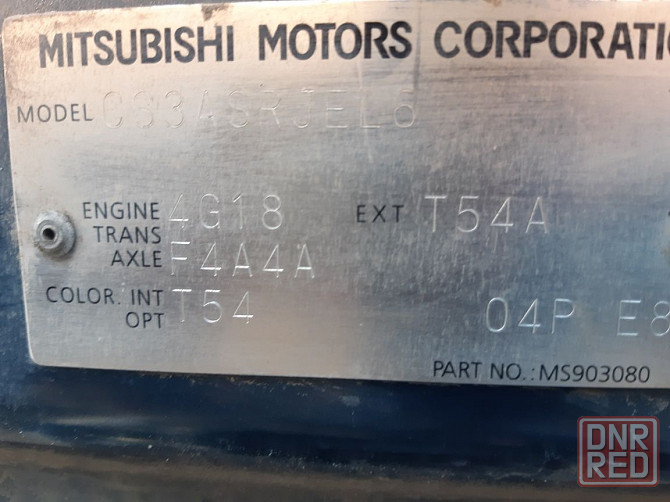 MITSUBISHI MOTORS CORPORATI
MODEL CS3ASRJEL6
ENGINE 4G18 EXT T54A
TRANS
AXLE F4A4A
COLOR. INT T54
OPT 04P E8
PART NO.: MS903080
DNR
RED